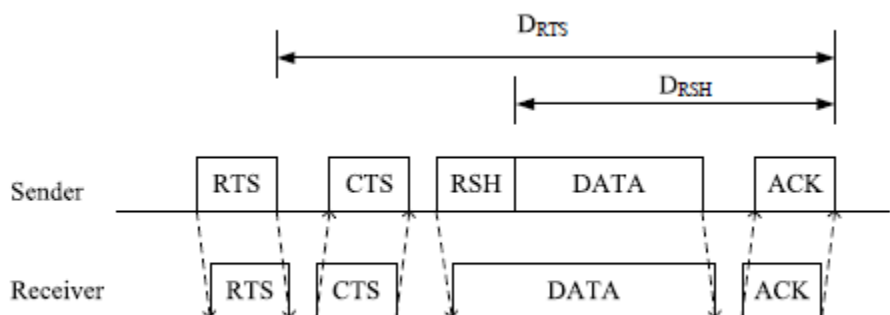 DRTS
DRSH
Sender RTS CTS RSH DATA ACK
Receiver RTS CTS DATA ACK